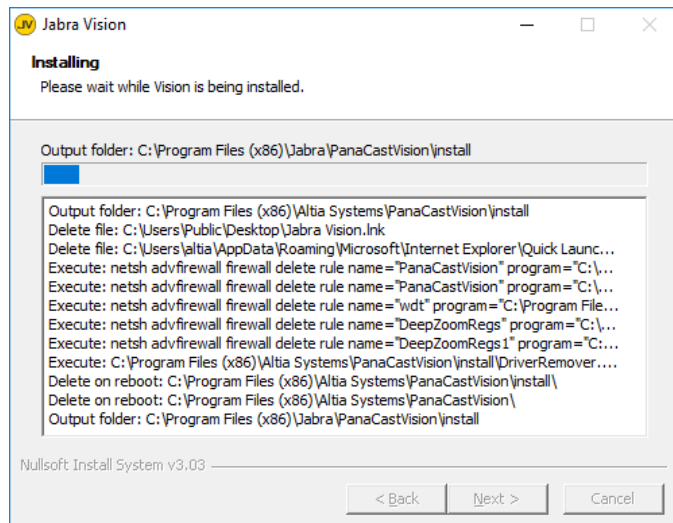 JV Jabra Vision
Installing
Please wait while Vision is being installed.
Output folder: C:\Program Files (x86)\Jabra\PanaCastVision\install
Output folder: C:\Program Files (x86)\Altia Systems\PanaCastVision\install
Delete file: C:\Users\Public\Desktop\Jabra Vision.lnk
Delete file: C:\Users\altia\AppData\Roaming\Microsoft\Internet Explorer\Quick Launc...
Execute: netsh advfirewall firewall delete rule name="PanaCastVision" program="C:\...
Execute: netsh advfirewall firewall delete rule name="PanaCastVision" program="C:\...
Execute: netsh advfirewall firewall delete rule name="wdt" program="C:\Program File...
Execute: netsh advfirewall firewall delete rule name="DeepZoomRegs" program="C:\...
Execute: netsh advfirewall firewall delete rule name="DeepZoomRegs1" program="C:...
Execute: C:\Program Files (x86)\Altia Systems\PanaCastVision\install\DriverRemover....
Delete on reboot: C:\Program Files (x86)\Altia Systems\PanaCastVision\install\
Delete on reboot: C:\Program Files (x86)\Altia Systems\PanaCastVision\
Output folder: C:\Program Files (x86)\Jabra\PanaCastVision\install
Nullsoft Install System v3.03
< Back Next > Cancel